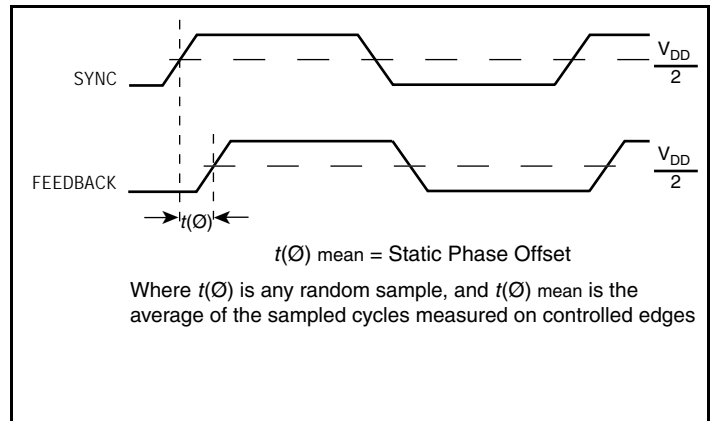 SYNC
V_DD
2
FEEDBACK
V_DD
2
t(Ø)
t(Ø) mean = Static Phase Offset
Where t(Ø) is any random sample, and t(Ø) mean is the
average of the sampled cycles measured on controlled edges